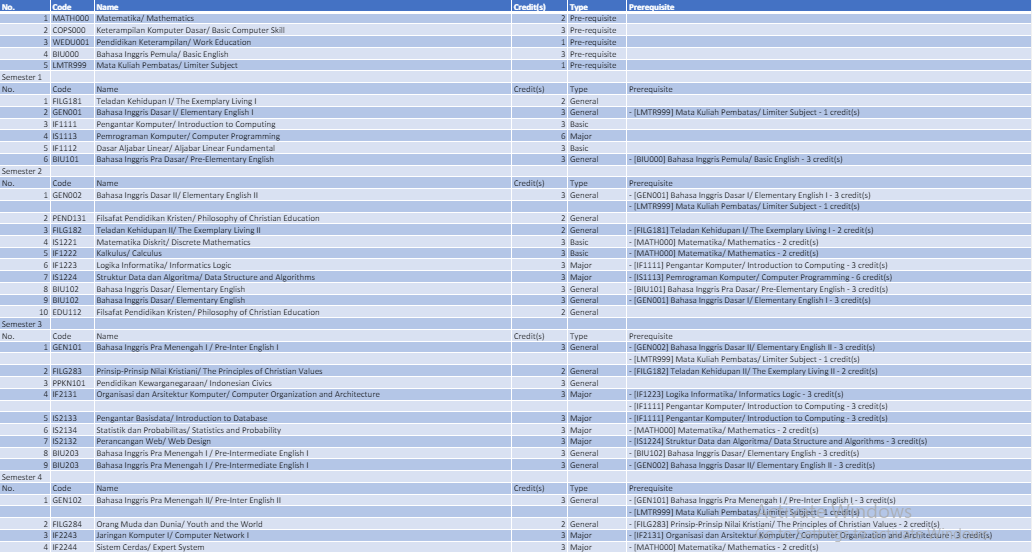 No. Code Name Credit(s) Type Prerequisite
1 MATH000 Matematika/ Mathematics 2 Pre-requisite
2 COPS000 Keterampilan Komputer Dasar/ Basic Computer Skill 3 Pre-requisite
3 WEDU001 Pendidikan Keterampilan/ Work Education 1 Pre-requisite
4 BIU000 Bahasa Inggris Pemula/ Basic English 3 Pre-requisite
5 LMTR999 Mata Kuliah Pembatas/ Limiter Subject 1 Pre-requisite
Semester 1
No. Code Name Credit(s) Type Prerequisite
1 FILG181 Teladan Kehidupan I/ The Exemplary Living I 2 General
2 GEN001 Bahasa Inggris Dasar I/ Elementary English I 3 General - [LMTR999] Mata Kuliah Pembatas/ Limiter Subject - 1 credit(s)
3 IF1111 Pengantar Komputer/ Introduction to Computing 3 Basic
4 IS1113 Pemrograman Komputer/ Computer Programming 6 Major
5 IF1112 Dasar Aljabar Linear/ Aljabar Linear Fundamental 3 Basic
6 BIU101 Bahasa Inggris Pra Dasar/ Pre-Elementary English 3 General - [BIU000] Bahasa Inggris Pemula/ Basic English - 3 credit(s)
Semester 2
No. Code Name Credit(s) Type Prerequisite
1 GEN002 Bahasa Inggris Dasar II/ Elementary English II 3 General - [GEN001] Bahasa Inggris Dasar I/ Elementary English I - 3 credit(s)
- [LMTR999] Mata Kuliah Pembatas/ Limiter Subject - 1 credit(s)
2 PEND131 Filsafat Pendidikan Kristen/ Philosophy of Christian Education 2 General
3 FILG182 Teladan Kehidupan II/ The Exemplary Living II 2 General - [FILG181] Teladan Kehidupan I/ The Exemplary Living I - 2 credit(s)
4 IS1221 Matematika Diskrit/ Discrete Mathematics 3 Basic - [MATH000] Matematika/ Mathematics - 2 credit(s)
5 IF1222 Kalkulus/ Calculus 3 Basic - [MATH000] Matematika/ Mathematics - 2 credit(s)
6 IF1223 Logika Informatika/ Informatics Logic 3 Major - [IF1111] Pengantar Komputer/ Introduction to Computing - 3 credit(s)
7 IS1224 Struktur Data dan Algoritma/ Data Structure and Algorithms 3 Major - [IS1113] Pemrograman Komputer/ Computer Programming - 6 credit(s)
8 BIU102 Bahasa Inggris Dasar/ Elementary English 3 General - [BIU101] Bahasa Inggris Pra Dasar/ Pre-Elementary English - 3 credit(s)
9 BIU102 Bahasa Inggris Dasar/ Elementary English 3 General - [GEN001] Bahasa Inggris Dasar I/ Elementary English I - 3 credit(s)
10 EDU112 Filsafat Pendidikan Kristen/ Philosophy of Christian Education 2 General
Semester 3
No. Code Name Credit(s) Type Prerequisite
1 GEN101 Bahasa Inggris Pra Menengah I / Pre-Inter English I 3 General - [GEN002] Bahasa Inggris Dasar II/ Elementary English II - 3 credit(s)
- [LMTR999] Mata Kuliah Pembatas/ Limiter Subject - 1 credit(s)
2 FILG283 Prinsip-Prinsip Nilai Kristiani/ The Principles of Christian Values 2 General - [FILG182] Teladan Kehidupan II/ The Exemplary Living II - 2 credit(s)
3 PPKN101 Pendidikan Kewarganegaraan/ Indonesian Civics 2 General
4 IF2131 Organisasi dan Arsitektur Komputer/ Computer Organization and Architecture 3 Major - [IF1223] Logika Informatika/ Informatics Logic - 3 credit(s)
- [IF1111] Pengantar Komputer/ Introduction to Computing - 3 credit(s)
5 IS2133 Pengantar Basisdata/ Introduction to Database 3 Major - [IF1111] Pengantar Komputer/ Introduction to Computing - 3 credit(s)
6 IF2134 Statistik dan Probabilitas/ Statistics and Probability 3 Major - [MATH000] Matematika/ Mathematics - 2 credit(s)
7 IS2132 Perancangan Web/ Web Design 3 Major - [IS1224] Struktur Data dan Algoritma/ Data Structure and Algorithms - 3 credit(s)
8 BIU203 Bahasa Inggris Pra Menengah I / Pre-Intermediate English I 3 General - [BIU102] Bahasa Inggris Dasar/ Elementary English - 3 credit(s)
9 BIU203 Bahasa Inggris Pra Menengah I / Pre-Intermediate English I 3 General - [GEN002] Bahasa Inggris Dasar II/ Elementary English II - 3 credit(s)
Semester 4
No. Code Name Credit(s) Type Prerequisite
1 GEN102 Bahasa Inggris Pra Menengah II/ Pre-Inter English II 3 General - [GEN101] Bahasa Inggris Pra Menengah I / Pre-Inter English I - 3 credit(s)
- [LMTR999] Mata Kuliah Pembatas/ Limiter Subject - 1 credit(s)
Activate Windows
2 FILG284 Orang Muda dan Dunia/ Youth and the World 2 General - [FILG283] Prinsip-Prinsip Nilai Kristiani/ The Principles of Christian Values - 2 credit(s)
3 IF2243 Jaringan Komputer I/ Computer Network I 3 Major - [IF2131] Organisasi dan Arsitektur Komputer/ Computer Organization and Architecture - 3 credit(s)
4 IF2244 Sistem Cerdas/ Expert System 3 Major - [MATH000] Matematika/ Mathematics - 2 credit(s)